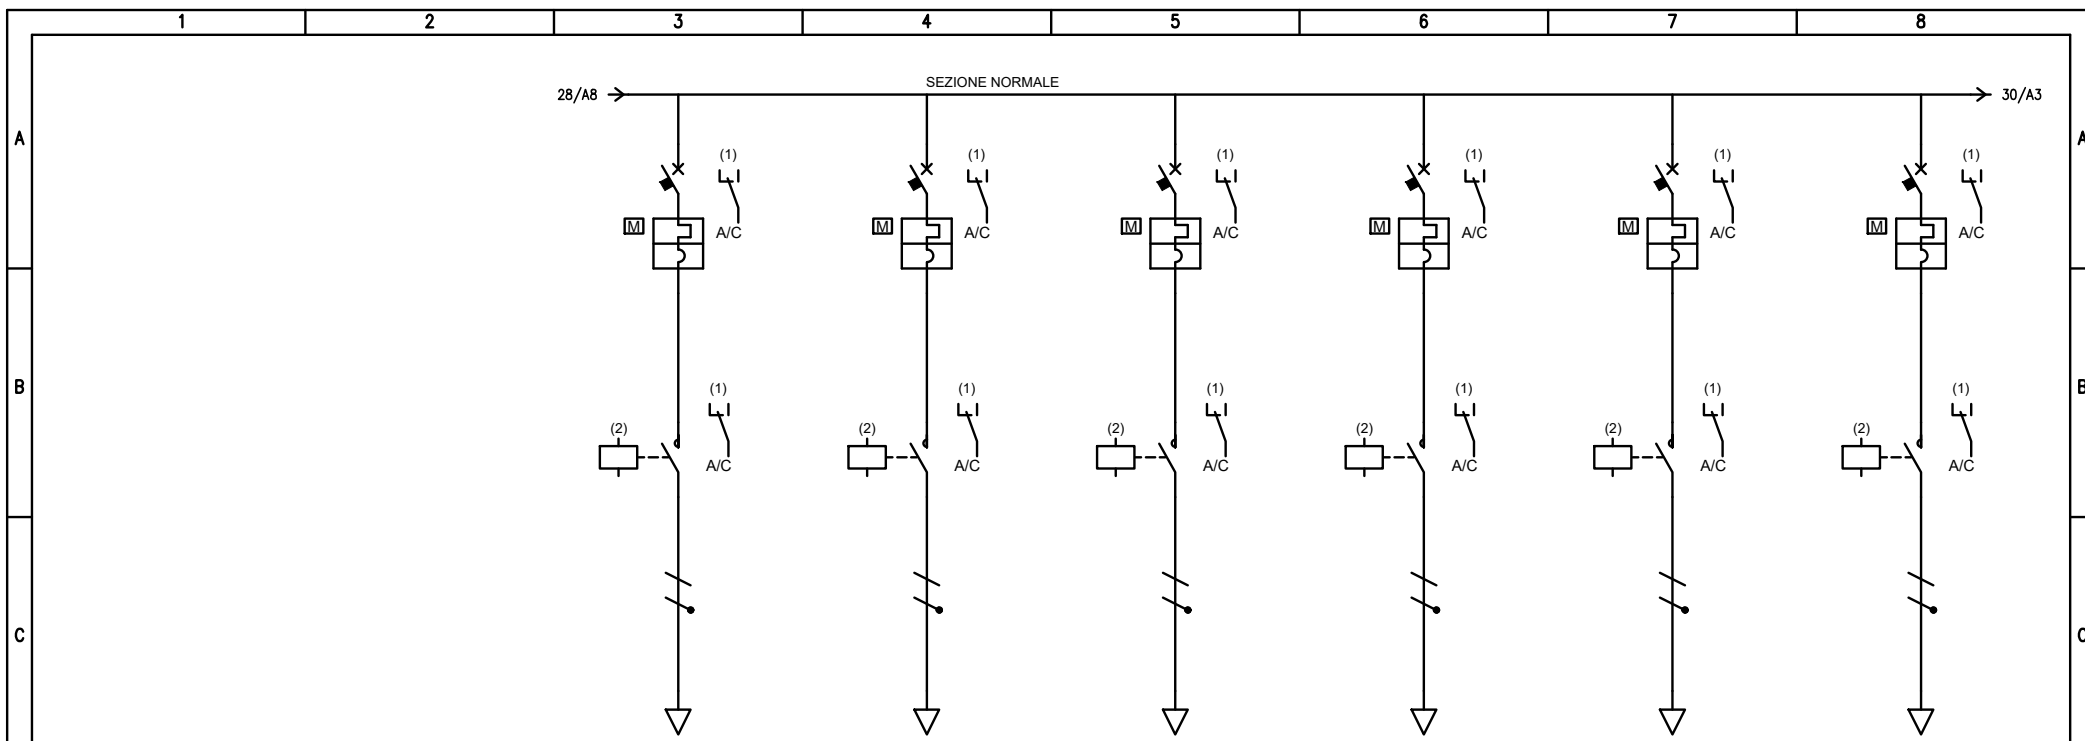 1 2 3 4 5 6 7 8
SEZIONE NORMALE
28/A8 30/A3
A A
(1) (1) (1) (1) (1) (1)
M A/C M A/C M A/C M A/C M A/C M A/C
B B
(1) (1) (1) (1) (1) (1)
(2) (2) (2) (2) (2) (2)
A/C A/C A/C A/C A/C A/C
C C